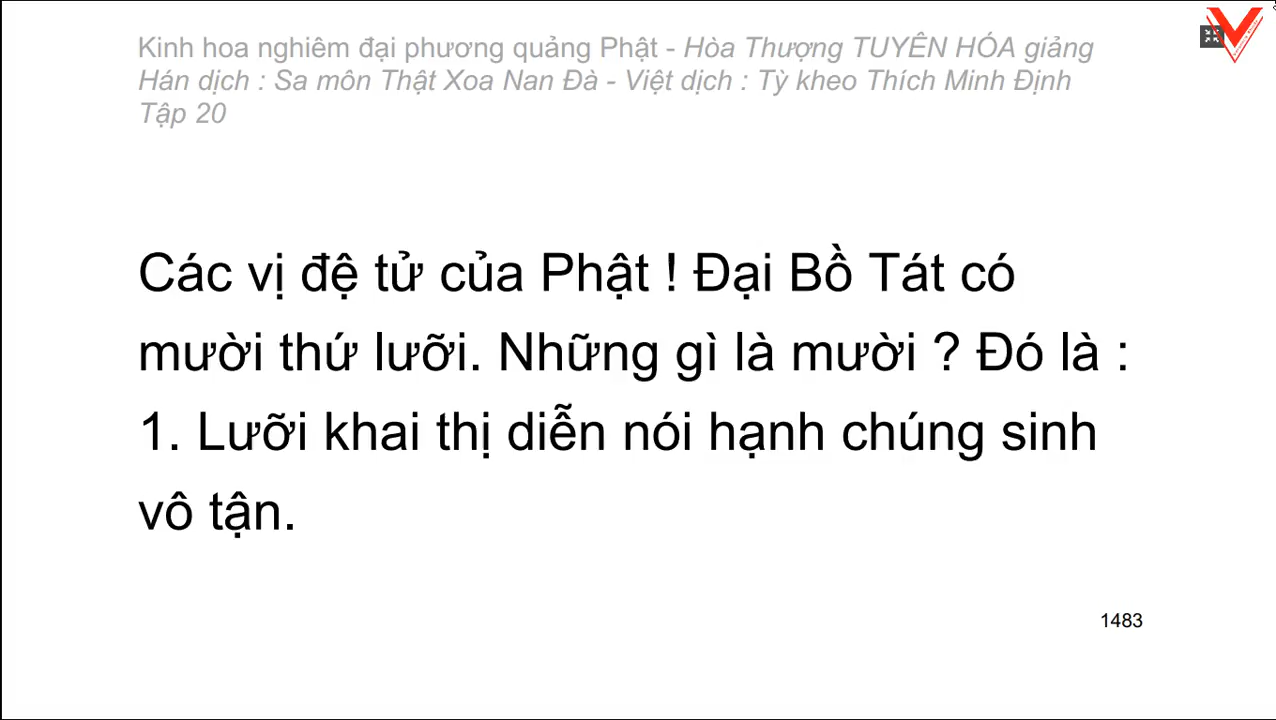 Kinh hoa nghiêm đại phương quảng Phật - Hòa Thượng TUYÊN HÓA giảng
Hán dịch : Sa môn Thật Xoa Nan Đà - Việt dịch : Tỳ kheo Thích Minh Định
Tập 20
Các vị đệ tử của Phật ! Đại Bồ Tát có
mười thứ lưỡi. Những gì là mười ? Đó là :
1. Lưỡi khai thị diễn nói hạnh chúng sinh
vô tận.
1483